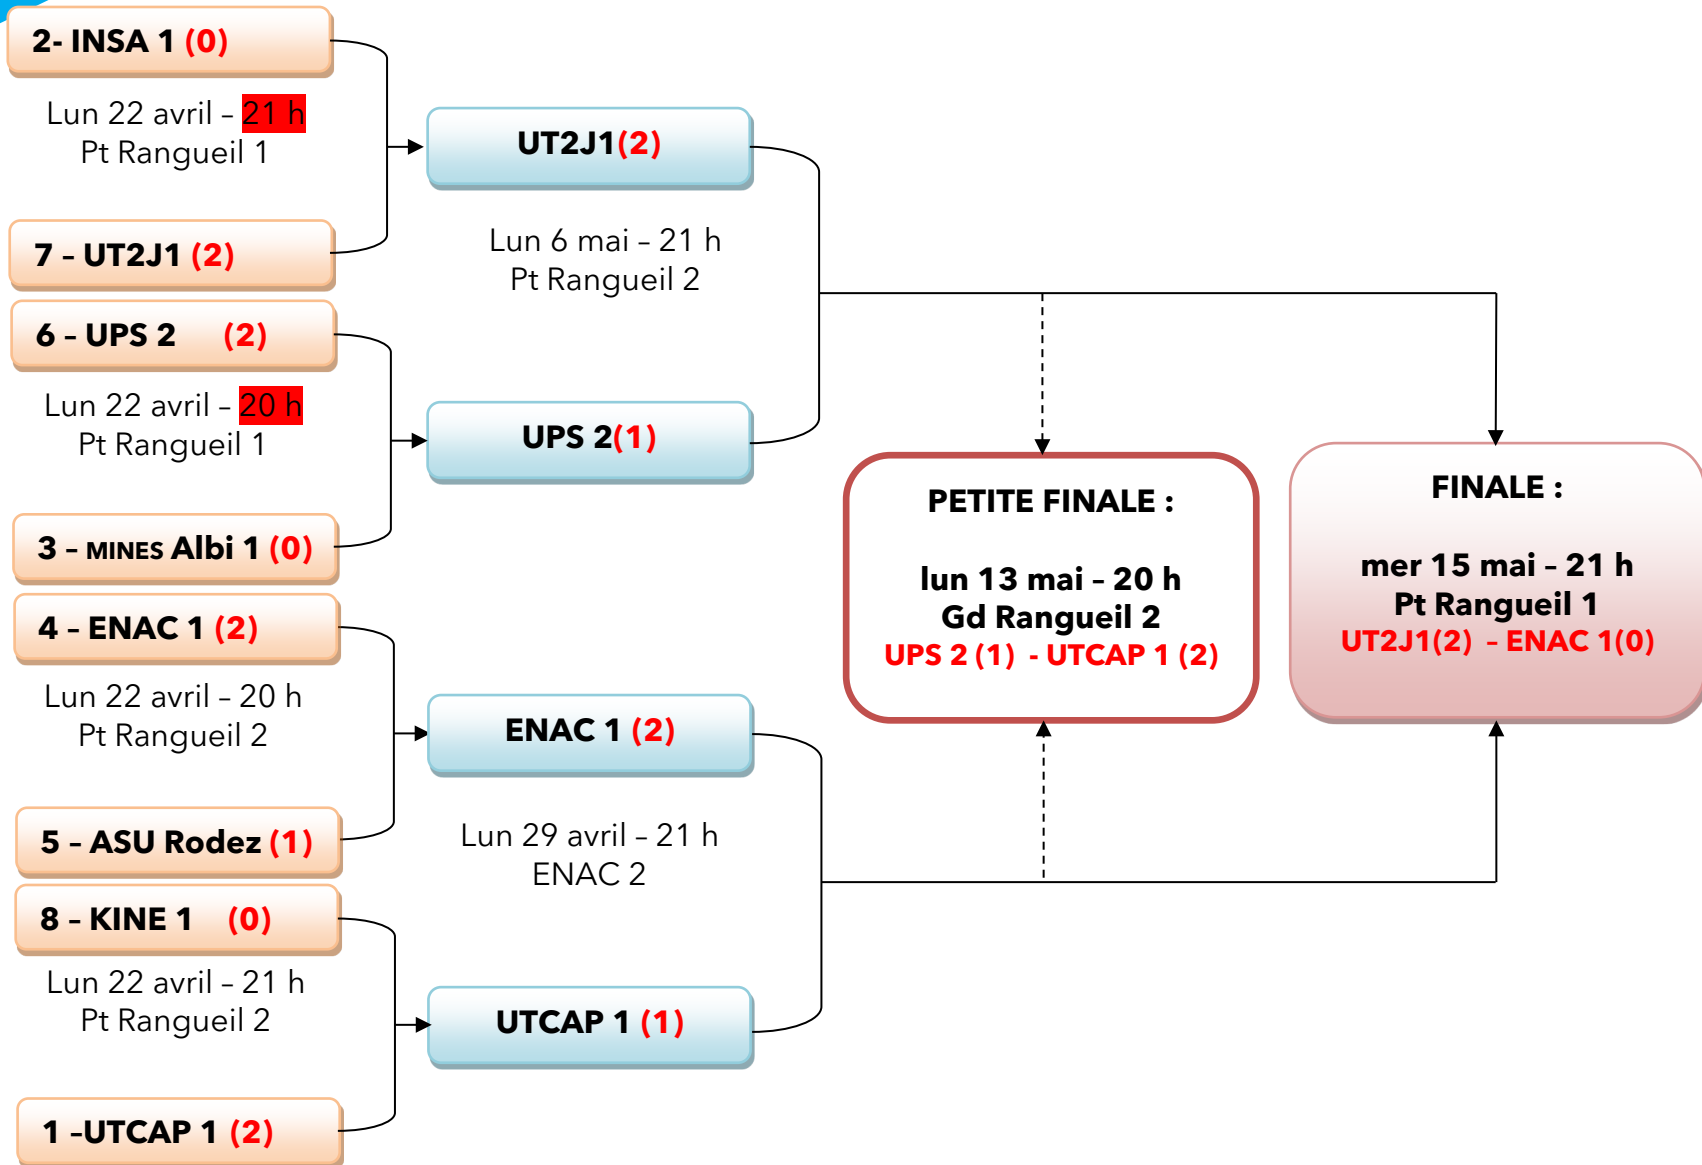 2- INSA 1 (0)
Lun 22 avril – 21 h
Pt Rangueil 1
7 – UT2J1 (2)
6 – UPS 2 (2)
Lun 22 avril – 20 h
Pt Rangueil 1
3 – MINES Albi 1 (0)
4 – ENAC 1 (2)
Lun 22 avril – 20 h
Pt Rangueil 2
5 – ASU Rodez (1)
8 – KINE 1 (0)
Lun 22 avril – 21 h
Pt Rangueil 2
1 –UTCAP 1 (2)
UT2J1(2)
Lun 6 mai – 21 h
Pt Rangueil 2
UPS 2(1)
ENAC 1 (2)
Lun 29 avril – 21 h
ENAC 2
UTCAP 1 (1)
PETITE FINALE :
lun 13 mai – 20 h
Gd Rangueil 2
UPS 2 (1) - UTCAP 1 (2)
FINALE :
mer 15 mai – 21 h
Pt Rangueil 1
UT2J1(2) – ENAC 1(0)